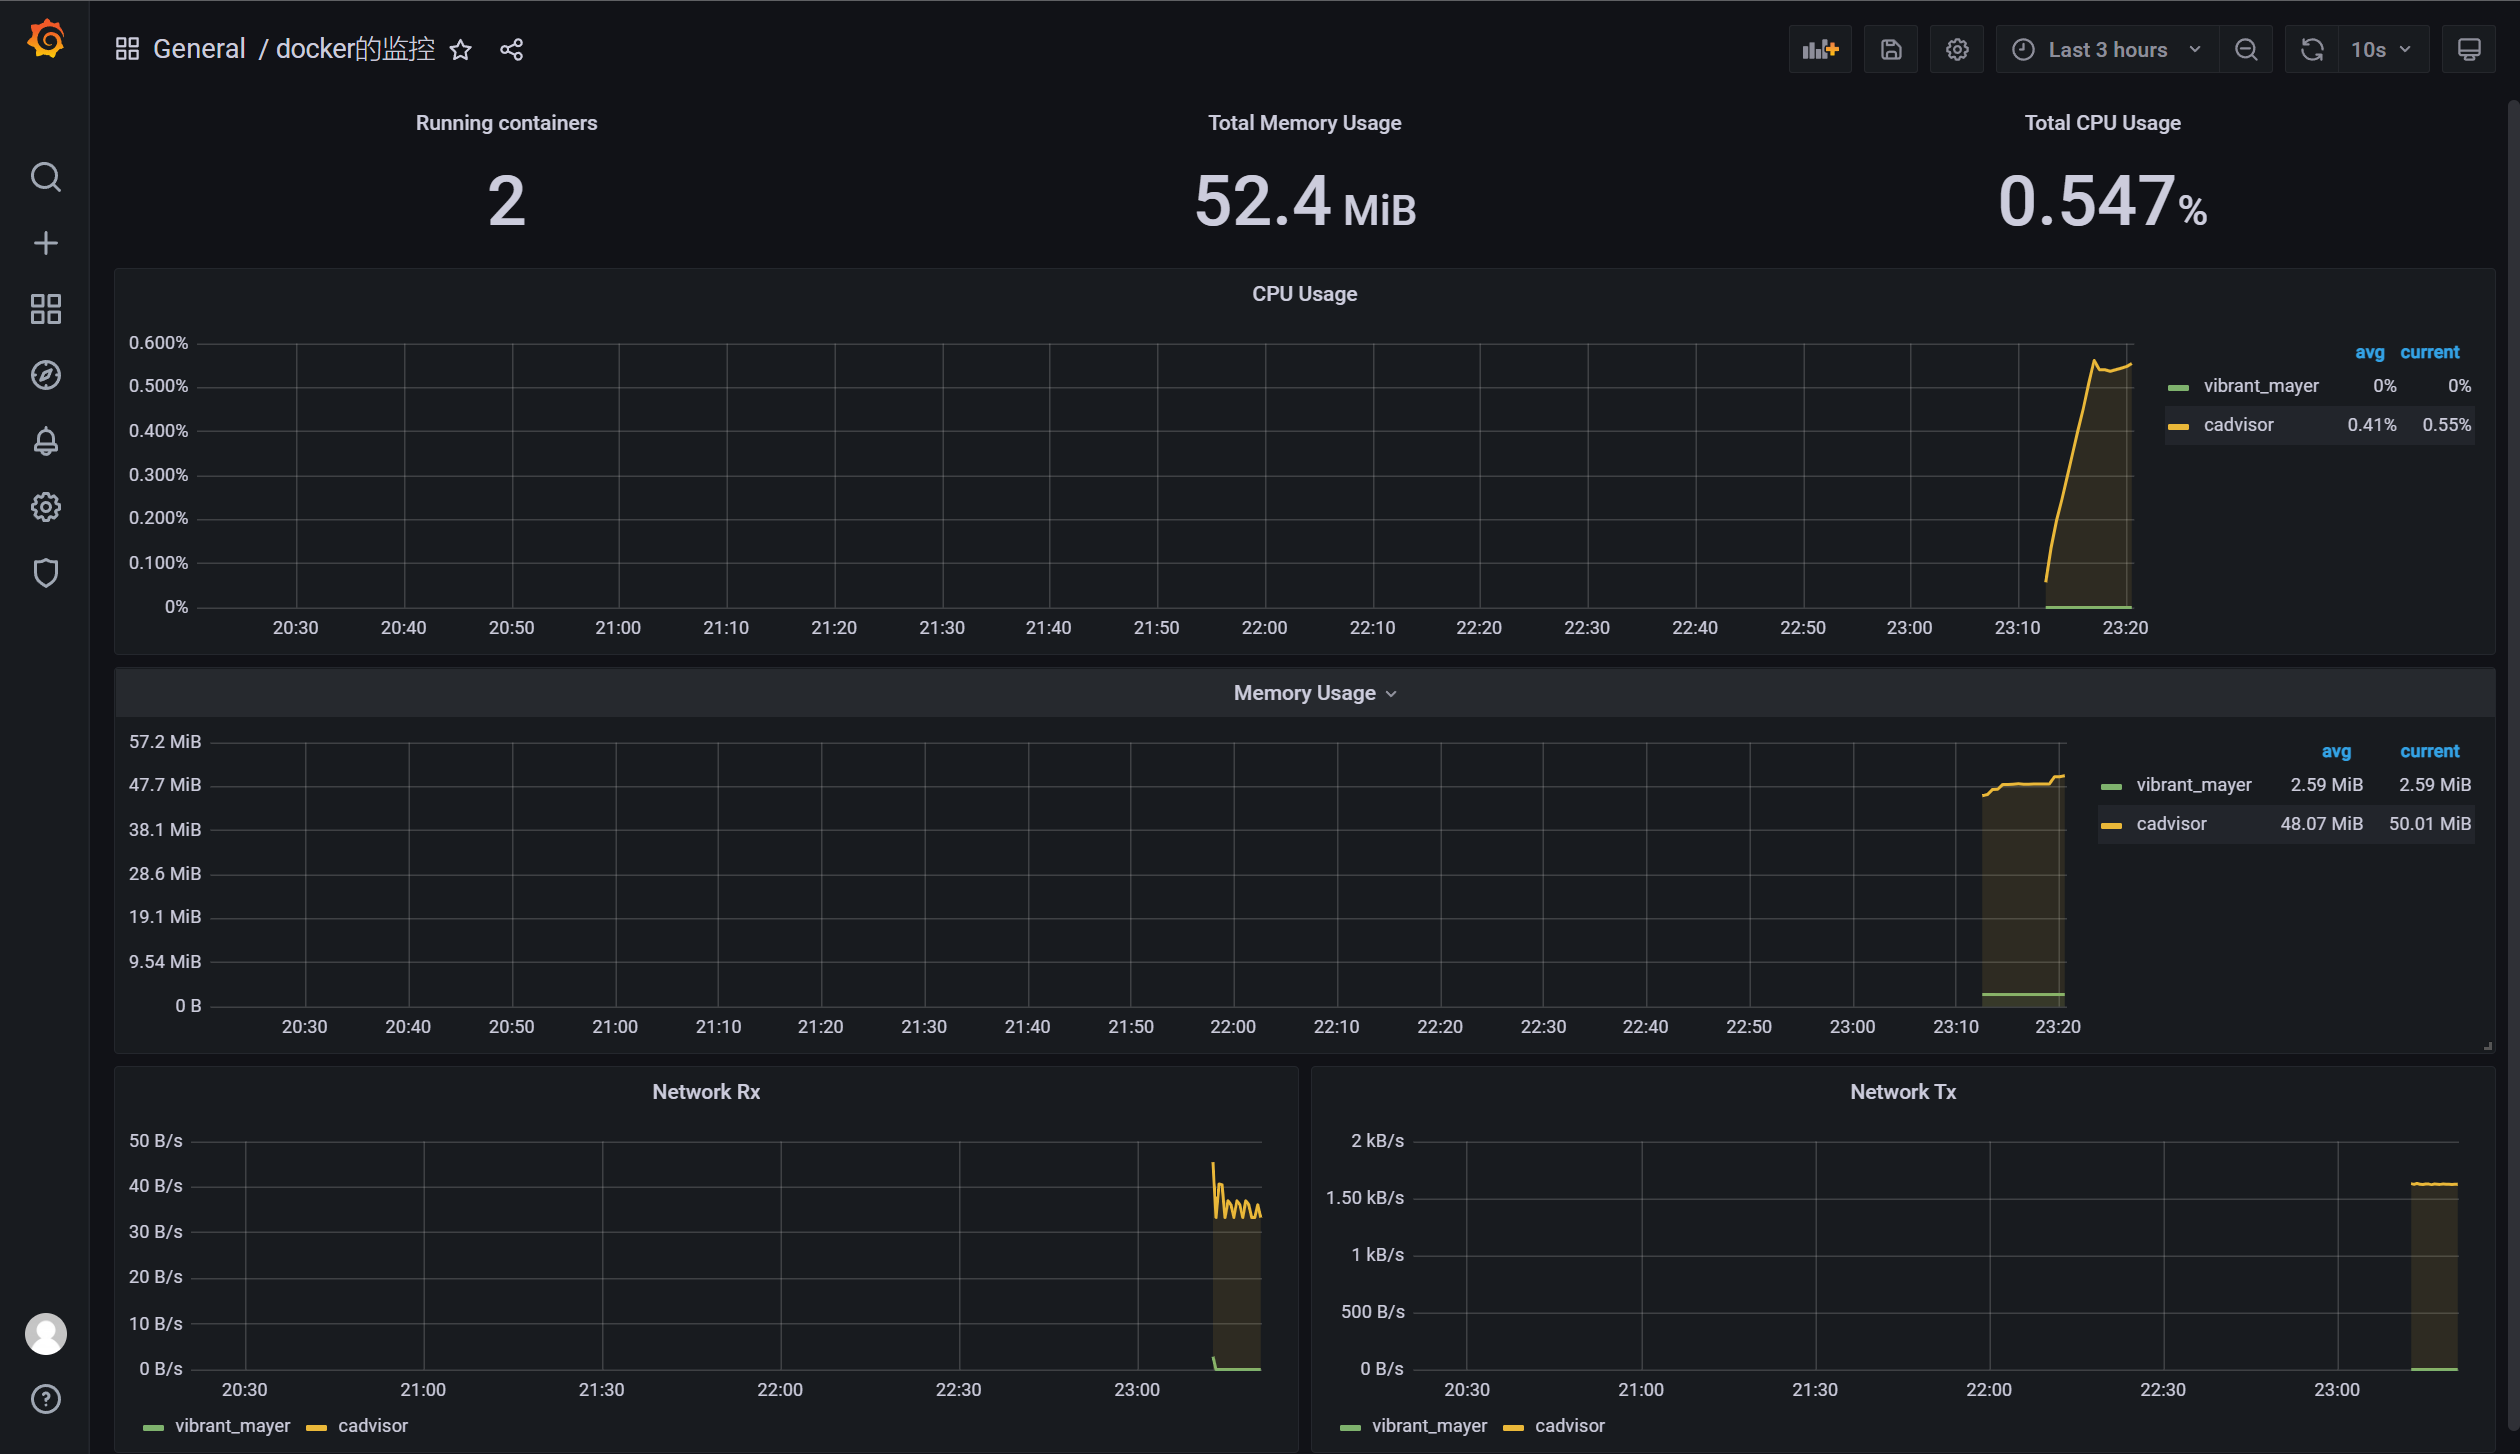 General / docker的监控
Last 3 hours
10s
Running containers
2
Total Memory Usage
52.4 MiB
Total CPU Usage
0.547%
CPU Usage
0.600%
0.500%
0.400%
0.300%
0.200%
0.100%
0%
20:30 20:40 20:50 21:00 21:10 21:20 21:30 21:40 21:50 22:00 22:10 22:20 22:30 22:40 22:50 23:00 23:10 23:20
avg current
vibrant_mayer 0% 0%
cadvisor 0.41% 0.55%
Memory Usage
57.2 MiB
47.7 MiB
38.1 MiB
28.6 MiB
19.1 MiB
9.54 MiB
0 B
20:30 20:40 20:50 21:00 21:10 21:20 21:30 21:40 21:50 22:00 22:10 22:20 22:30 22:40 22:50 23:00 23:10 23:20
avg current
vibrant_mayer 2.59 MiB 2.59 MiB
cadvisor 48.07 MiB 50.01 MiB
Network Rx
50 B/s
40 B/s
30 B/s
20 B/s
10 B/s
0 B/s
20:30 21:00 21:30 22:00 22:30 23:00
vibrant_mayer cadvisor
Network Tx
2 kB/s
1.50 kB/s
1 kB/s
500 B/s
0 B/s
20:30 21:00 21:30 22:00 22:30 23:00
vibrant_mayer cadvisor